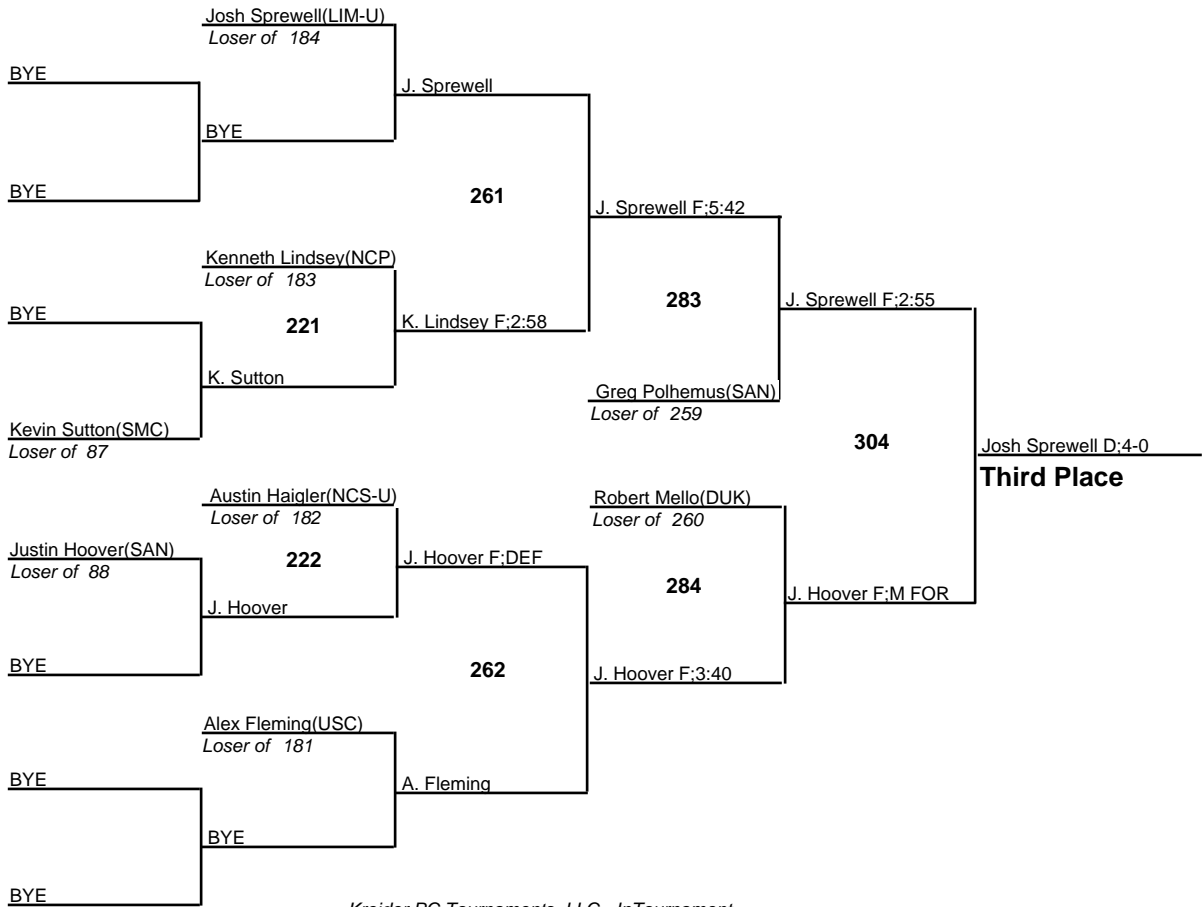 Josh Sprewell(LIM-U)
Loser of 184
BYE
J. Sprewell
BYE
BYE
261
J. Sprewell F;5:42
Kenneth Lindsey(NCP)
Loser of 183
283
J. Sprewell F;2:55
BYE
221
K. Lindsey F;2:58
K. Sutton
Greg Polhemus(SAN)
Loser of 259
Kevin Sutton(SMC)
Loser of 87
304
Josh Sprewell D;4-0
Third Place
Austin Haigler(NCS-U)
Loser of 182
Robert Mello(DUK)
Loser of 260
Justin Hoover(SAN)
Loser of 88
222
J. Hoover F;DEF
284
J. Hoover
J. Hoover F;M FOR
BYE
262
J. Hoover F;3:40
Alex Fleming(USC)
Loser of 181
BYE
A. Fleming
BYE
BYE